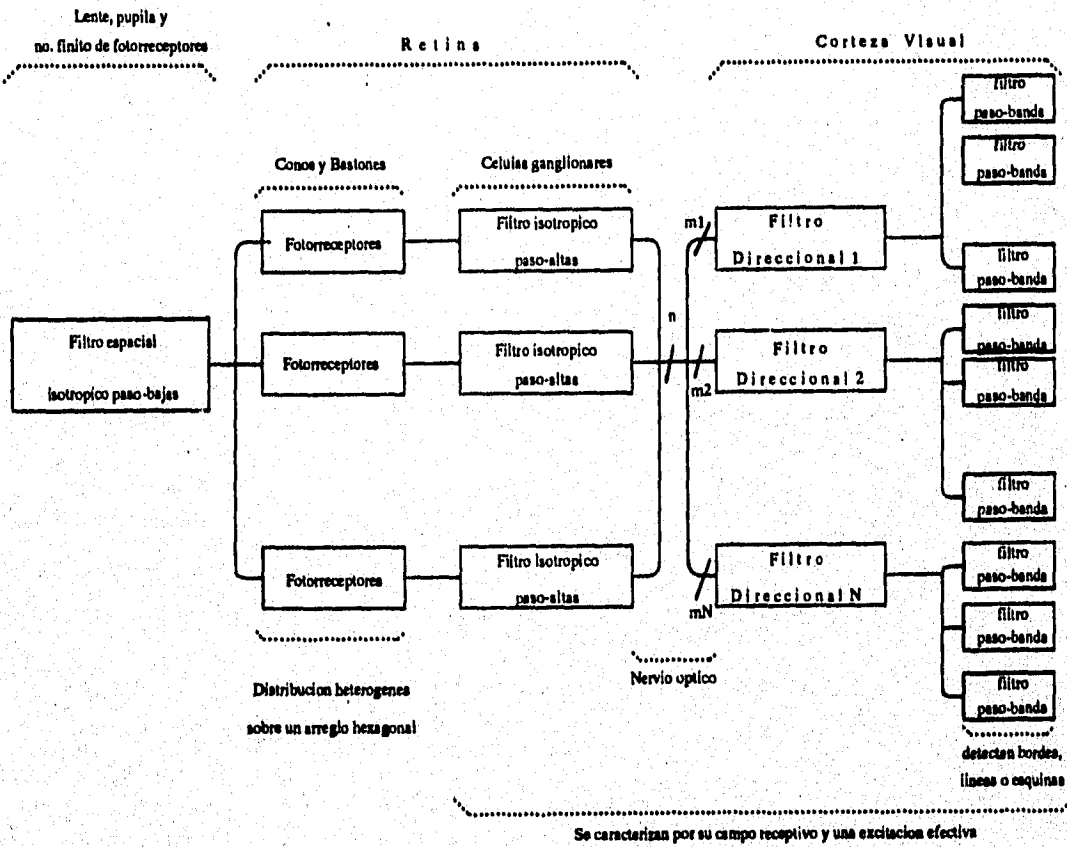 Lente, pupila y
no. finito de fotorreceptores
Retina
Corteza Visual
Conos y Bastones
Celulas ganglionares
Filtro espacial
isotropico paso-bajas
Fotorreceptores
Filtro isotropico
paso-altas
Fotorreceptores
Filtro isotropico
paso-altas
Fotorreceptores
Filtro isotropico
paso-altas
n
m1
m2
mN
Filtro
Direccional 1
Filtro
Direccional 2
Filtro
Direccional N
filtro
paso-banda
filtro
paso-banda
filtro
paso-banda
filtro
paso-banda
filtro
paso-banda
filtro
paso-banda
filtro
paso-banda
filtro
paso-banda
filtro
paso-banda
Nervio optico
Distribucion heterogenea
sobre un arreglo hexagonal
detectan bordes,
lineas o esquinas
Se caracterizan por su campo receptivo y una excitacion efectiva